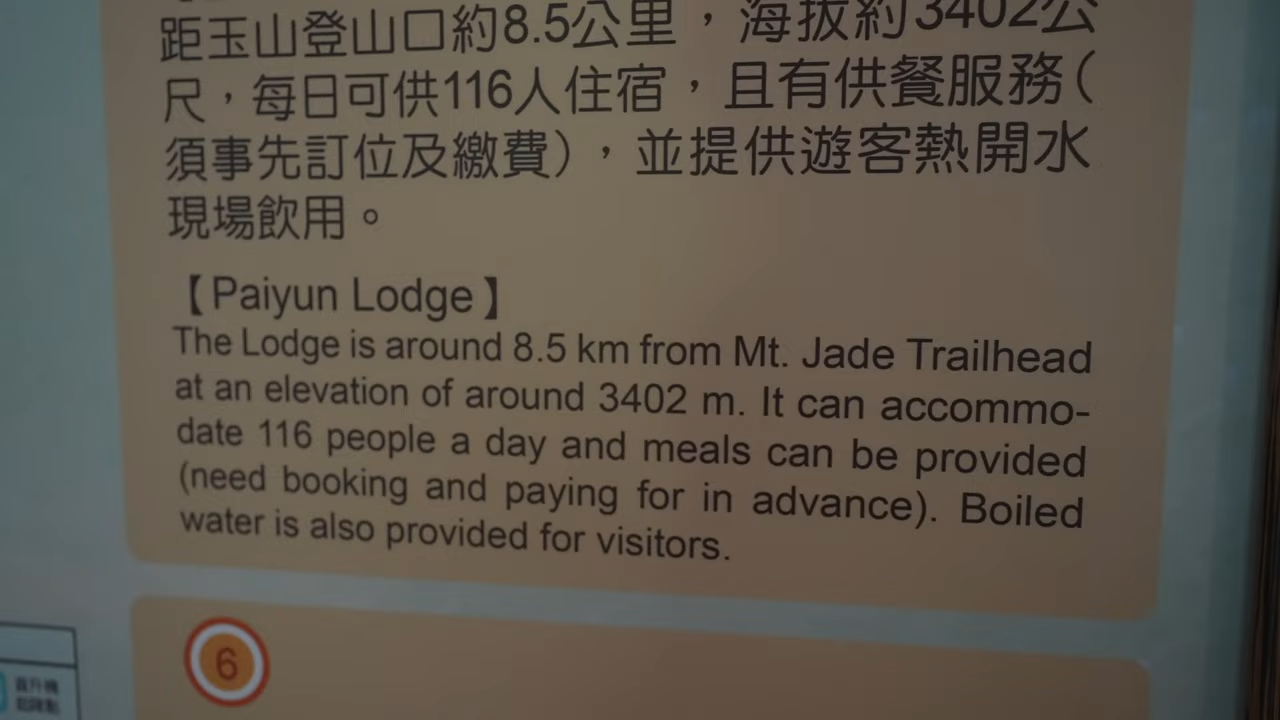 距玉山登山口約8.5公里，海拔約3402公
尺，每日可供116人住宿，且有供餐服務（
須事先訂位及繳費），並提供遊客熱開水
現場飲用。
【Paiyun Lodge】
The Lodge is around 8.5 km from Mt. Jade Trailhead
at an elevation of around 3402 m. It can accommo-
date 116 people a day and meals can be provided
(need booking and paying for in advance). Boiled
water is also provided for visitors.
6